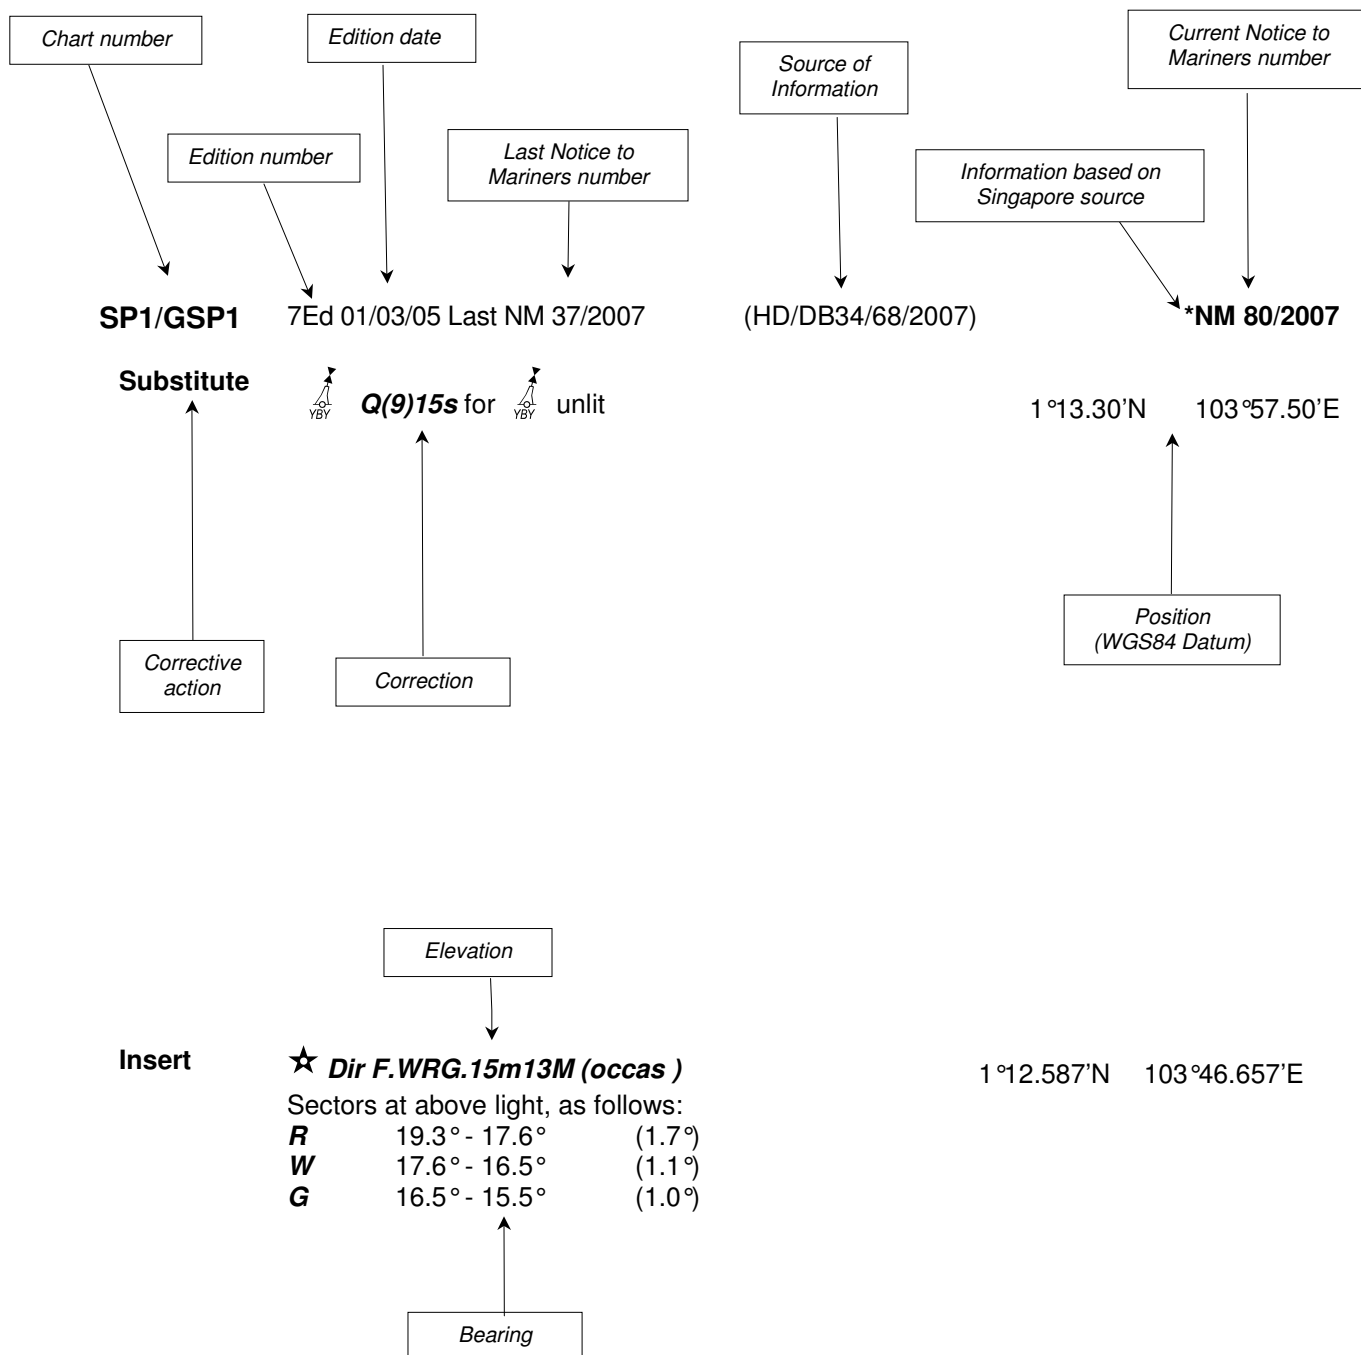 Chart number
Edition date
Source of
Information
Current Notice to
Mariners number
Edition number
Last Notice to
Mariners number
Information based on
Singapore source
SP1/GSP1 7Ed 01/03/05 Last NM 37/2007 (HD/DB34/68/2007) *NM 80/2007
Substitute YBY Q(9)15s for YBY unlit 1°13.30'N 103°57.50'E
Corrective
action
Correction
Position
(WGS84 Datum)
Elevation
Insert Dir F.WRG.15m13M (occas ) 1°12.587'N 103°46.657'E
Sectors at above light, as follows:
R 19.3° - 17.6° (1.7°)
W 17.6° - 16.5° (1.1°)
G 16.5° - 15.5° (1.0°)
Bearing